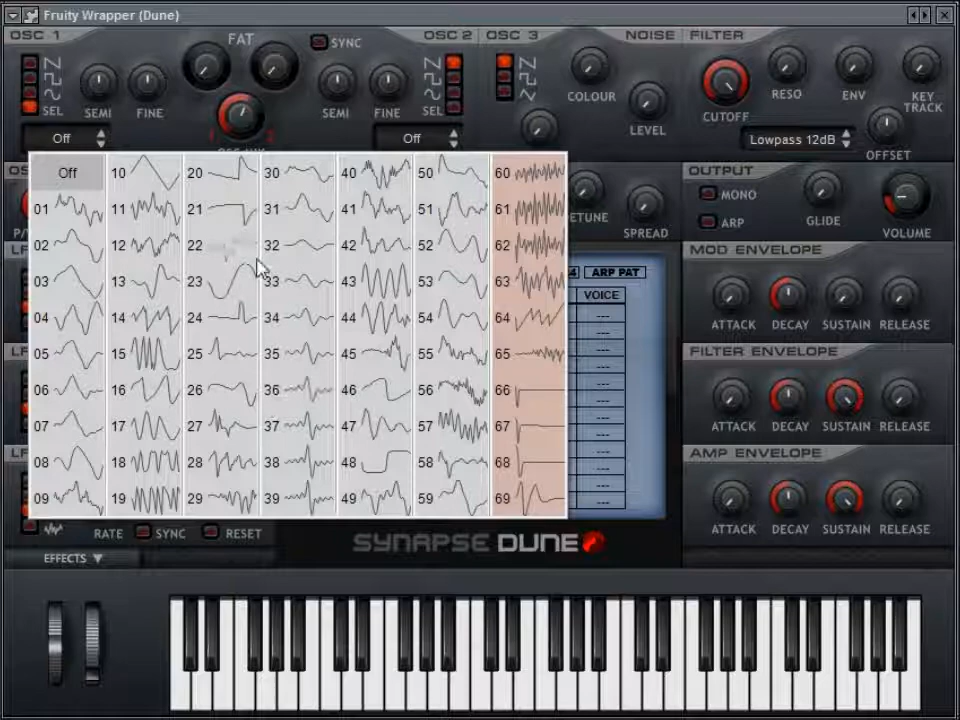 Fruity Wrapper (Dune)
OSC 1 FAT SYNC OSC 2 OSC 3 NOISE FILTER
SEMI FINE SEMI FINE COLOUR LEVEL CUTOFF RESO ENV KEY TRACK
SEL SEL
Off Off Lowpass 12dB OFFSET
Off 10 20 30 40 50 60
01 11 21 31 41 51 61
02 12 22 32 42 52 62
03 13 23 33 43 53 63
04 14 24 34 44 54 64
05 15 25 35 45 55 65
06 16 26 36 46 56 66
07 17 27 37 47 57 67
08 18 28 38 48 58 68
09 19 29 39 49 59 69
SPREAD
OUTPUT
MONO
ARP
GLIDE VOLUME
MOD ENVELOPE
ARP PAT
VOICE
ATTACK DECAY SUSTAIN RELEASE
FILTER ENVELOPE
ATTACK DECAY SUSTAIN RELEASE
AMP ENVELOPE
ATTACK DECAY SUSTAIN RELEASE
RATE SYNC RESET
SYNAPSE DUNE
EFFECTS